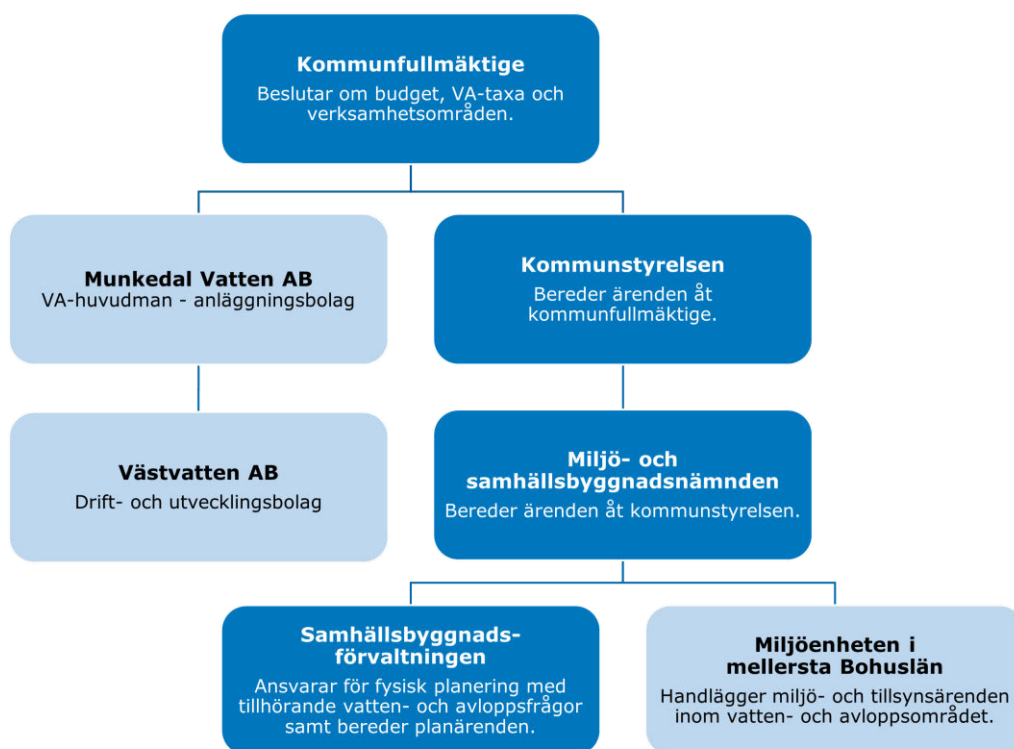 Kommunfullmäktige
Beslutar om budget, VA-taxa och
verksamhetsområden.
Munkedal Vatten AB
VA-huvudman - anläggningsbolag
Kommunstyrelsen
Bereder ärenden åt
kommunfullmäktige.
Västvatten AB
Drift- och utvecklingsbolag
Miljö- och
samhällsbyggnadsnämnden
Bereder ärenden åt kommunstyrelsen.
Samhällsbyggnads-
förvaltningen
Ansvarar för fysisk planering med
tillhörande vatten- och avloppsfrågor
samt bereder planärenden.
Miljöenheten i
mellersta Bohuslän
Handlägger miljö- och tillsynsärenden
inom vatten- och avloppsområdet.